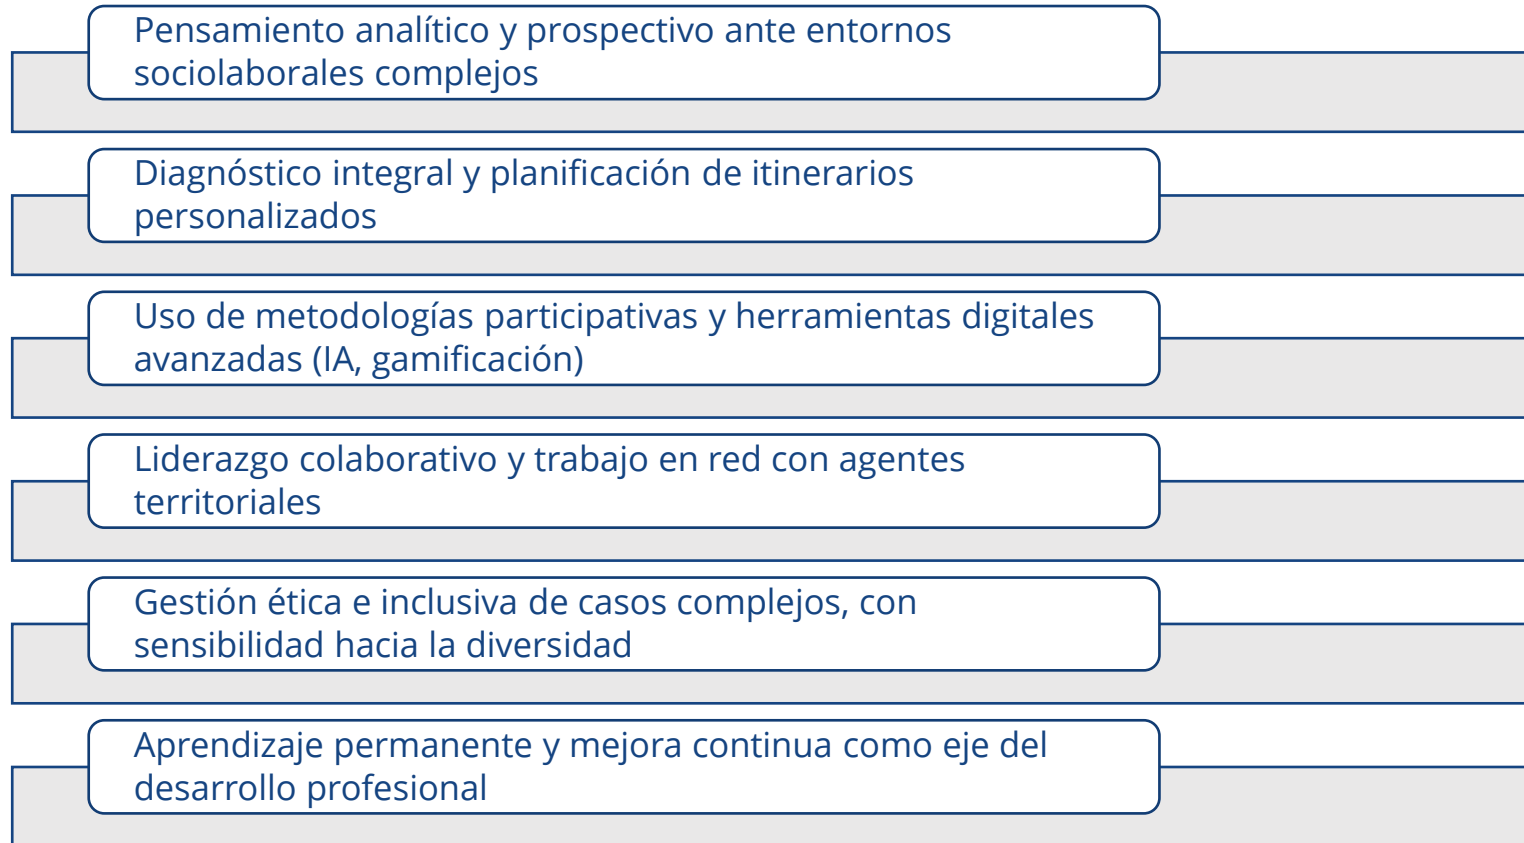 Pensamiento analítico y prospectivo ante entornos
sociolaborales complejos
Diagnóstico integral y planificación de itinerarios
personalizados
Uso de metodologías participativas y herramientas digitales
avanzadas (IA, gamificación)
Liderazgo colaborativo y trabajo en red con agentes
territoriales
Gestión ética e inclusiva de casos complejos, con
sensibilidad hacia la diversidad
Aprendizaje permanente y mejora continua como eje del
desarrollo profesional